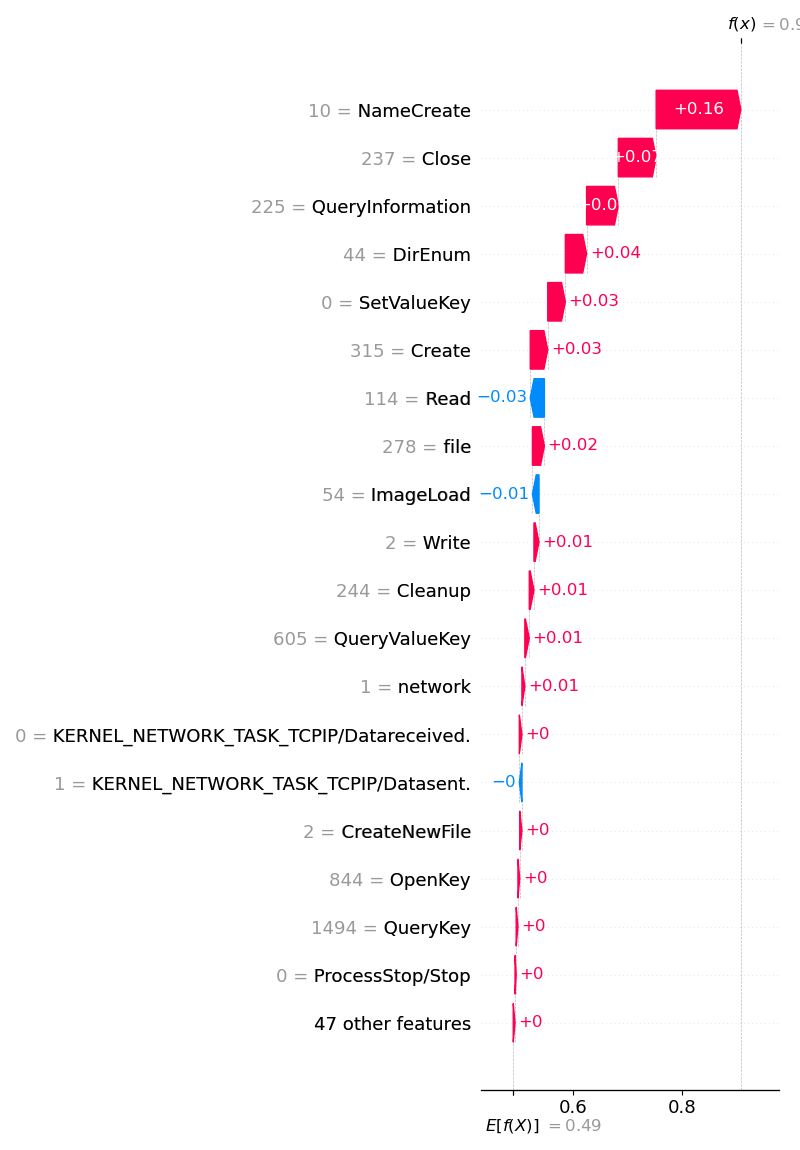 f(x) = 0.9
10 = NameCreate +0.16
237 = Close +0.07
225 = QueryInformation
44 = DirEnum +0.04
0 = SetValueKey +0.03
315 = Create +0.03
114 = Read −0.03
278 = file +0.02
54 = ImageLoad −0.01
2 = Write +0.01
244 = Cleanup +0.01
605 = QueryValueKey +0.01
1 = network +0.01
0 = KERNEL_NETWORK_TASK_TCPIP/Datareceived. +0
1 = KERNEL_NETWORK_TASK_TCPIP/Datasent. −0
2 = CreateNewFile +0
844 = OpenKey +0
1494 = QueryKey +0
0 = ProcessStop/Stop +0
47 other features +0
0.6 0.8
E[f(X)] = 0.49